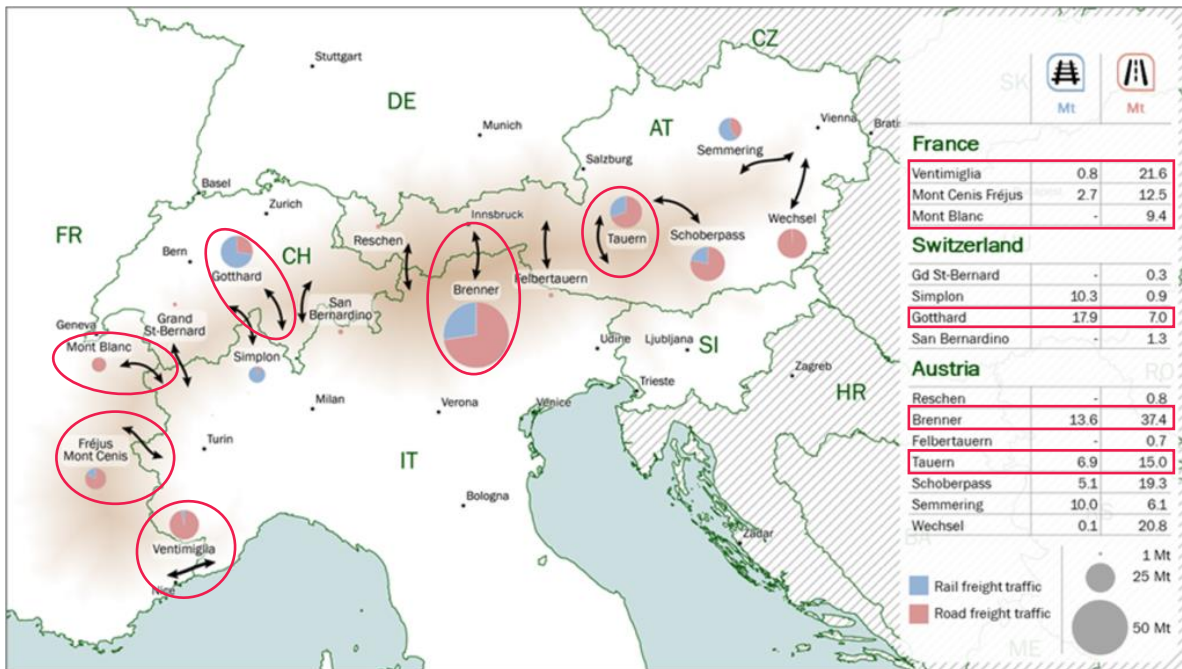 CZ
SK
Stuttgart
DE
Munich
AT
Vienna
Semmering
Salzburg
Basel
Zurich
Innsbruck
Wechsel
FR
Bern
CH
Reschen
Tauern
Schoberpass
Gotthard
Brenner
Felbertauern
Grand
St-Bernard
San
Bernardino
Geneva
Mont Blanc
Simplon
Udine
Ljubljana
SI
Zagreb
Trieste
HR
Milan
Verona
Vénice
Turin
Fréjus
Mont Cenis
IT
Bologna
Ventimiglia
Nice
Zadar
Mt Mt
France
Ventimiglia 0.8 21.6
Mont Cenis Fréjus 2.7 12.5
Mont Blanc - 9.4
Switzerland
Gd St-Bernard - 0.3
Simplon 10.3 0.9
Gotthard 17.9 7.0
San Bernardino - 1.3
RO
Austria
Reschen - 0.8
Brenner 13.6 37.4
Felbertauern - 0.7
Tauern 6.9 15.0
Schoberpass 5.1 19.3
Semmering 10.0 6.1
Wechsel 0.1 20.8
BA
Rail freight traffic
Road freight traffic
1 Mt
25 Mt
50 Mt
ME